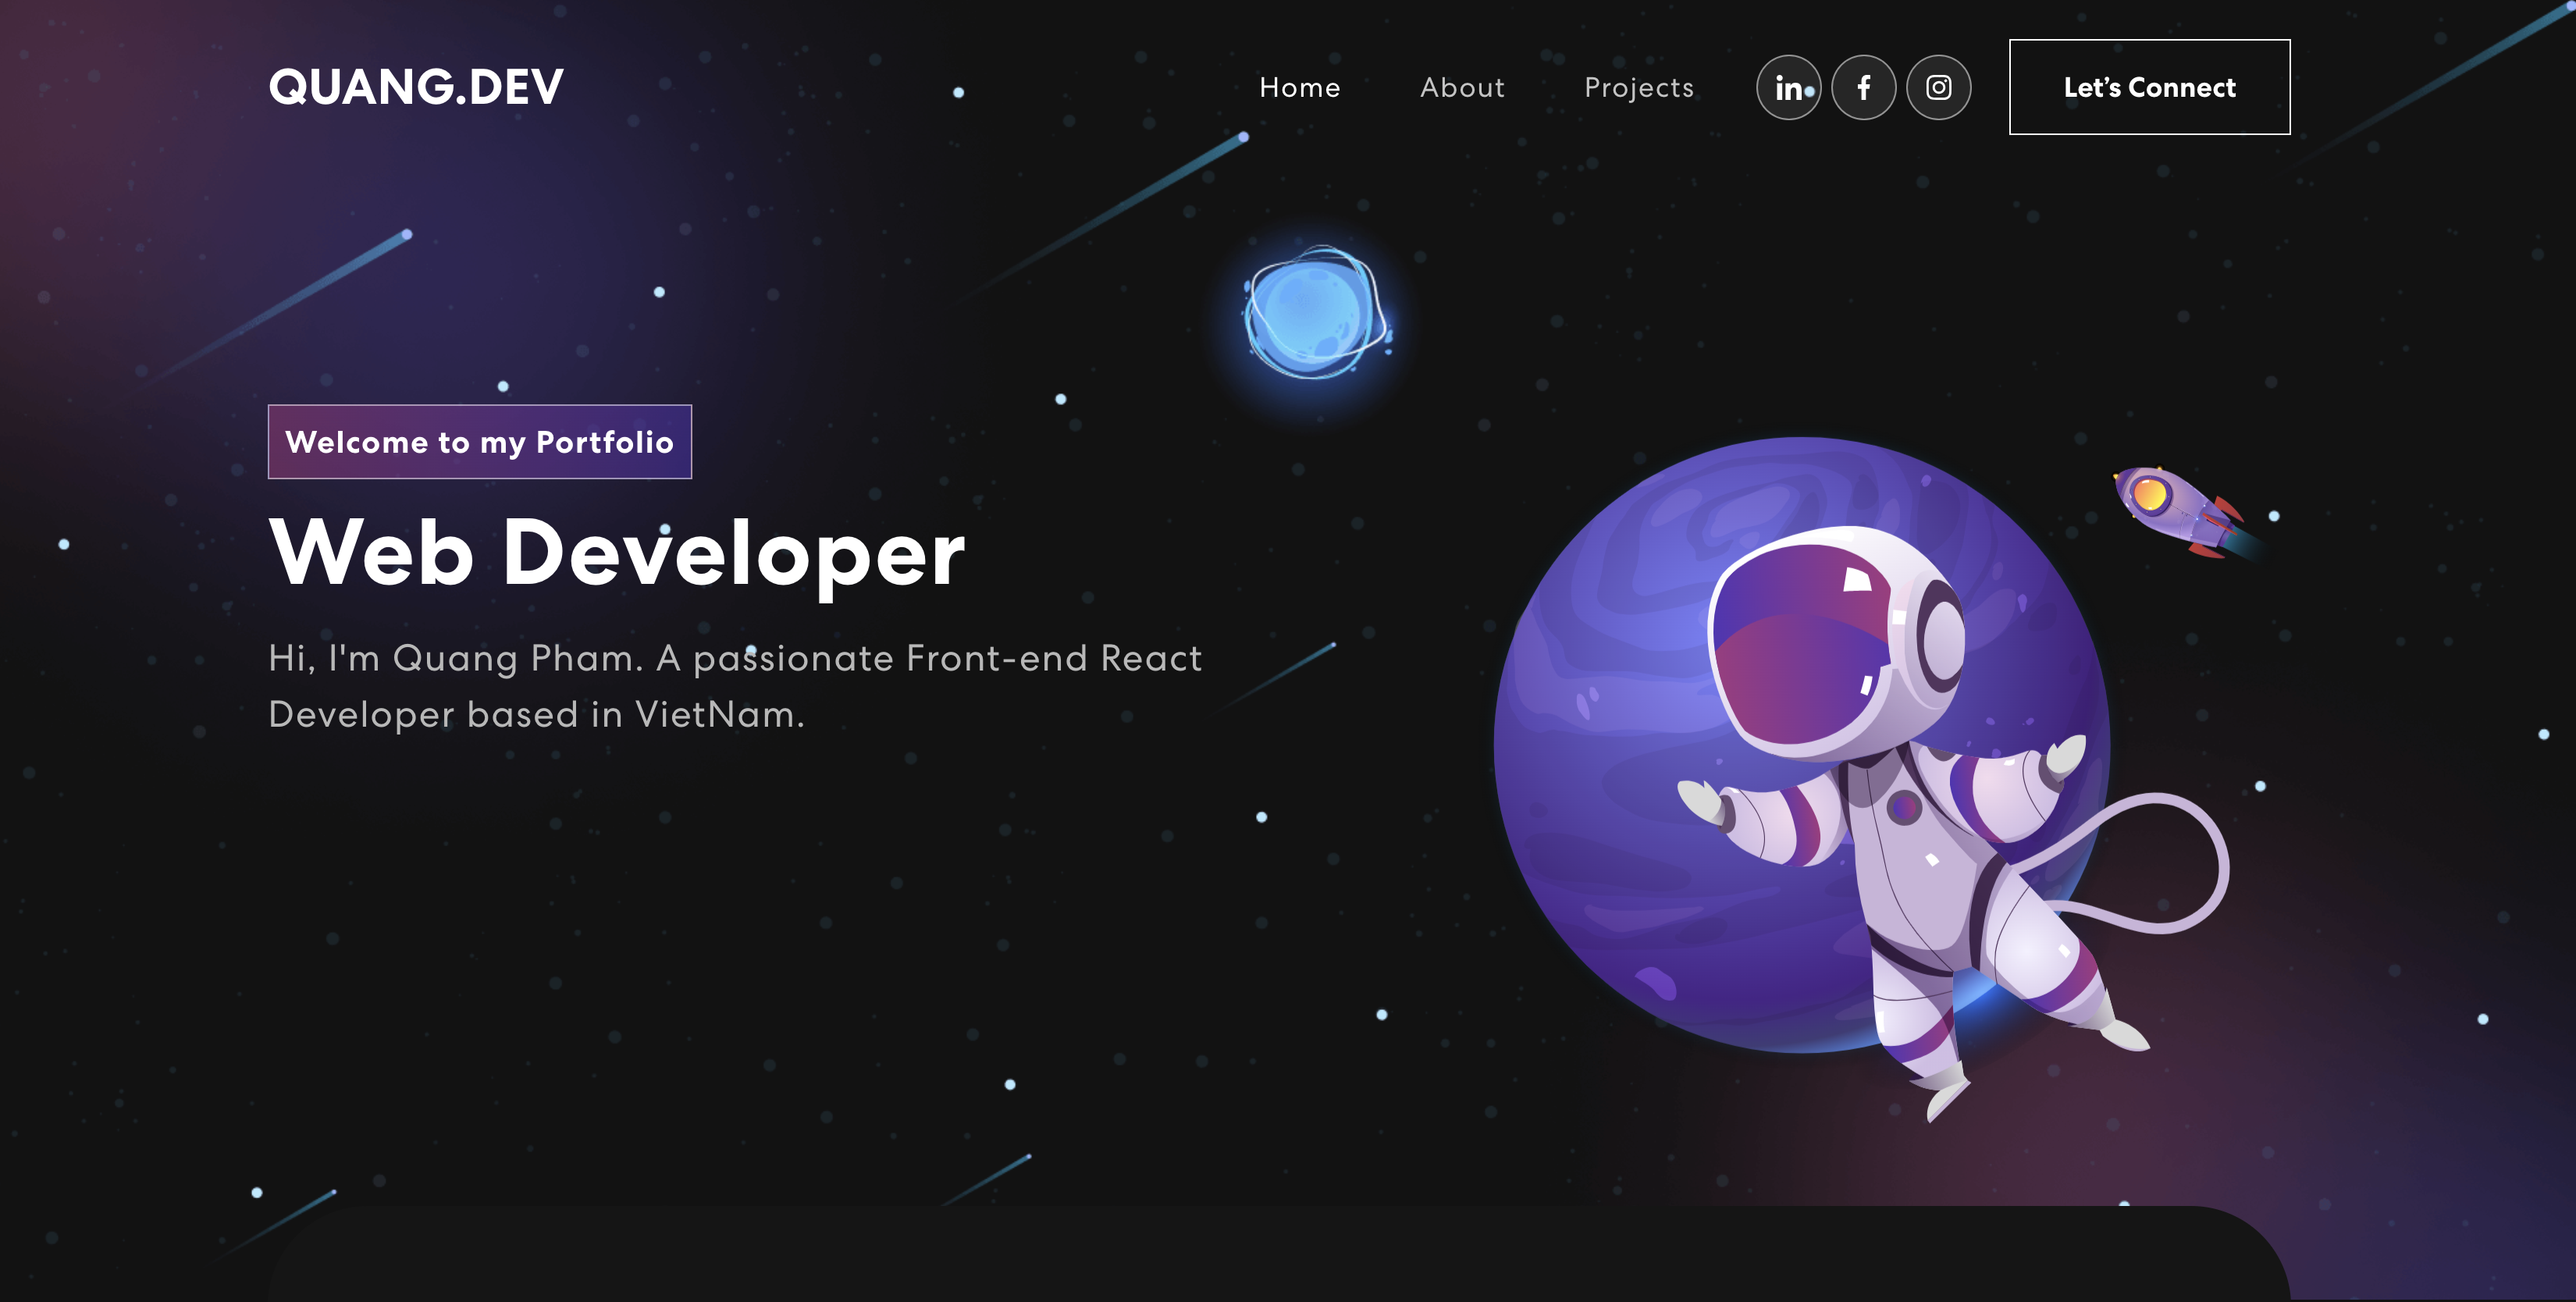 QUANG.DEV
Home About Projects in f Let’s Connect
Welcome to my Portfolio
Web Developer
Hi, I'm Quang Pham. A passionate Front-end React
Developer based in VietNam.